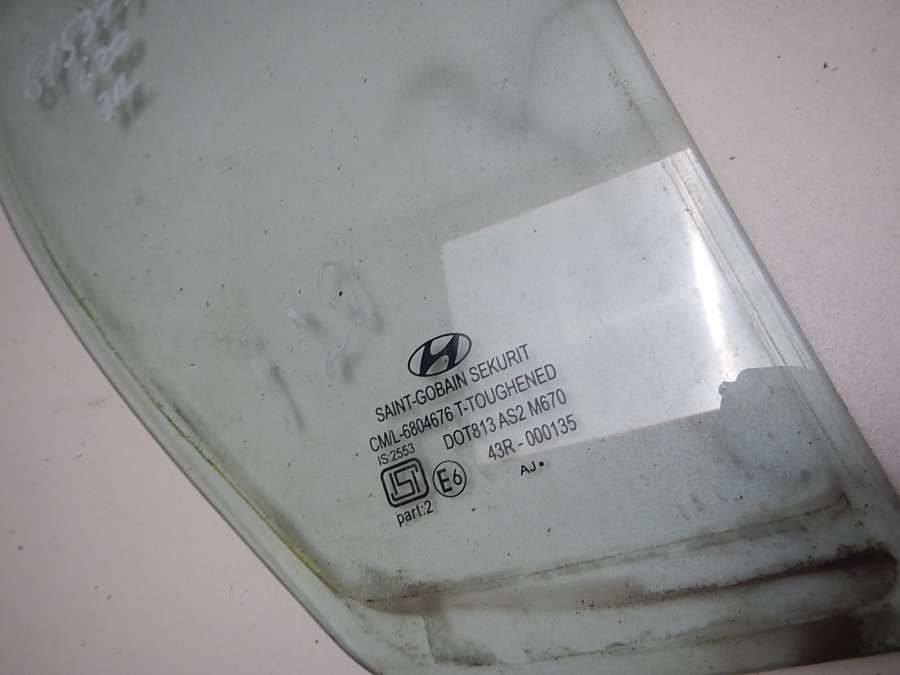 SAINT-GOBAIN SEKURIT
CM/L-6804676 T-TOUGHENED
IS:2553 DOT813 AS2 M670
43R - 000135
E6
AJ.
part:2